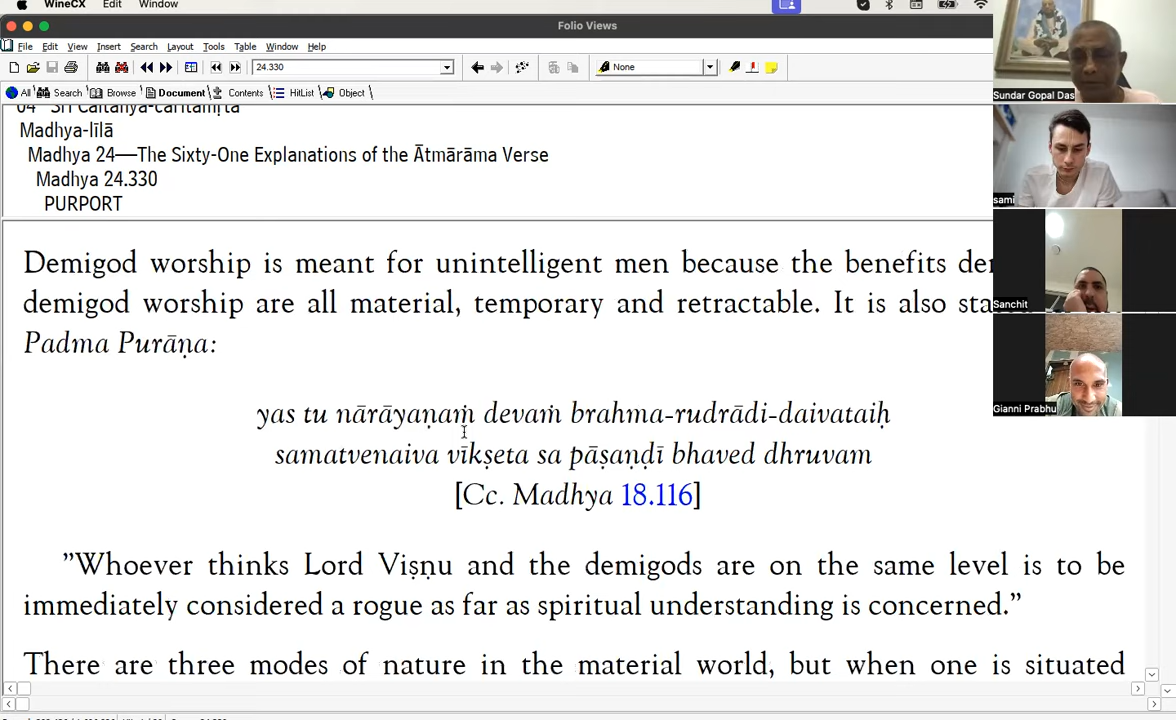 WineCX Edit Window
Folio Views
File Edit View Insert Search Layout Tools Table Window Help
24.330 None
All Search Browse Document Contents HitList Object
04 Śrī Caitanya-caritāmṛta
Madhya-līlā
Madhya 24—The Sixty-One Explanations of the Ātmārāma Verse
Madhya 24.330
PURPORT
Demigod worship is meant for unintelligent men because the benefits
demigod worship are all material, temporary and retractable. It is also
Padma Purāṇa:
yas tu nārāyaṇaṁ devaṁ brahma-rudrādi-daivataiḥ
samatvenaiva vīkṣeta sa pāṣaṇḍī bhaved dhruvam
[Cc. Madhya 18.116]
"Whoever thinks Lord Viṣṇu and the demigods are on the same level is to be
immediately considered a rogue as far as spiritual understanding is concerned."
There are three modes of nature in the material world, but when one is situated
Sundar Gopal Das
sami
Sanchit
Gianni Prabhu